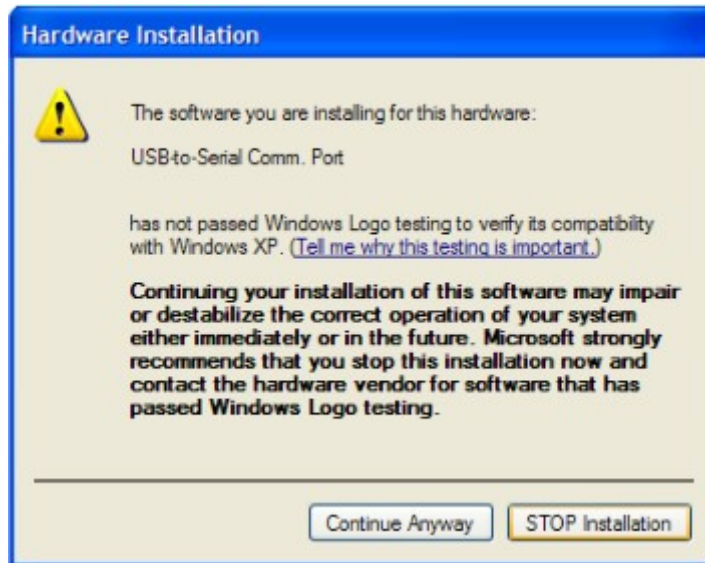 Hardware Installation
The software you are installing for this hardware:
USB-to-Serial Comm. Port
has not passed Windows Logo testing to verify its compatibility
with Windows XP. (Tell me why this testing is important.)
Continuing your installation of this software may impair
or destabilize the correct operation of your system
either immediately or in the future. Microsoft strongly
recommends that you stop this installation now and
contact the hardware vendor for software that has
passed Windows Logo testing.
Continue Anyway STOP Installation